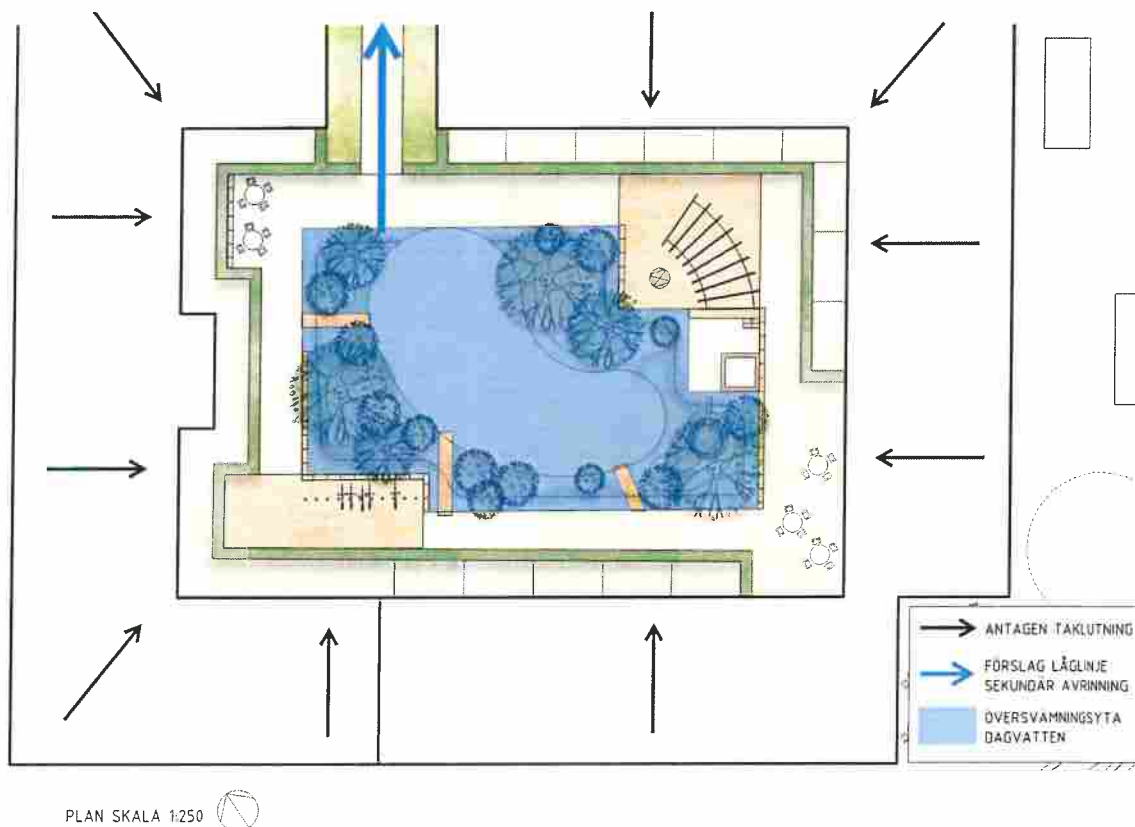 ANTAGEN TAKLUTNING
FÖRSLAG LÅGLINJE
SEKUNDÄR AVRINNING
ÖVERSVÄMNINGSYTA
DAGVATTEN
PLAN SKALA 1:250